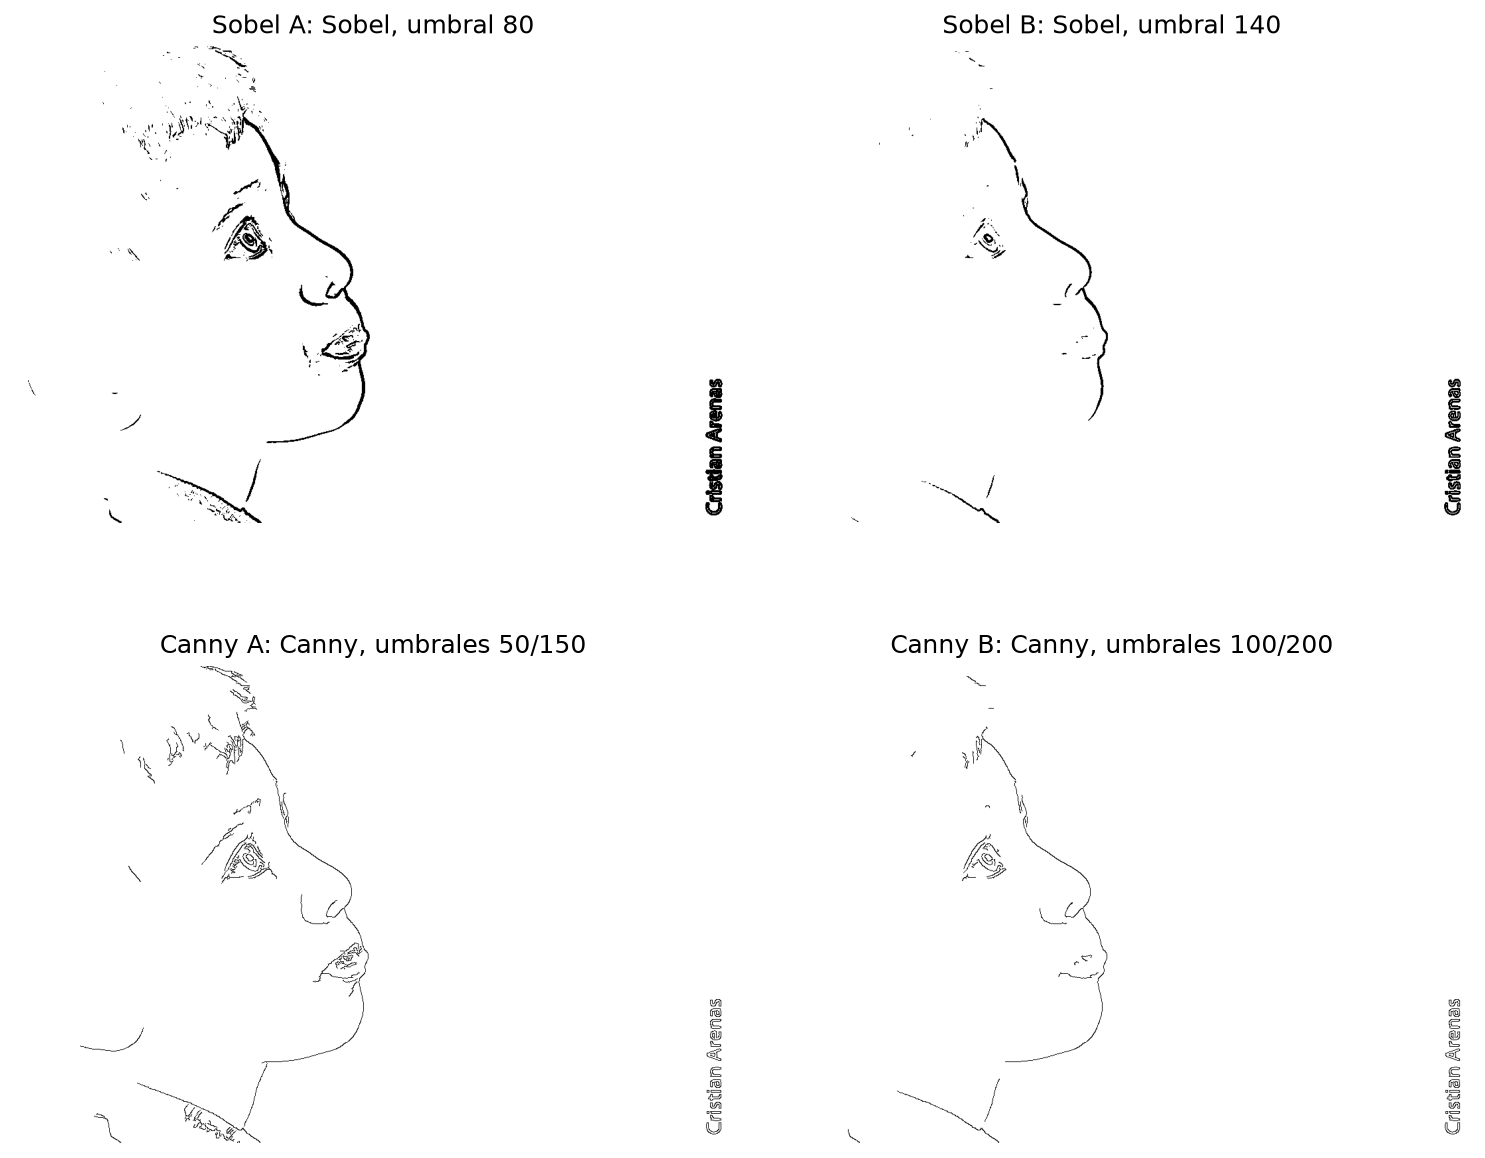 Sobel A: Sobel, umbral 80
Sobel B: Sobel, umbral 140
Cristian Arenas
Cristian Arenas
Canny A: Canny, umbrales 50/150
Canny B: Canny, umbrales 100/200
Cristian Arenas
Cristian Arenas